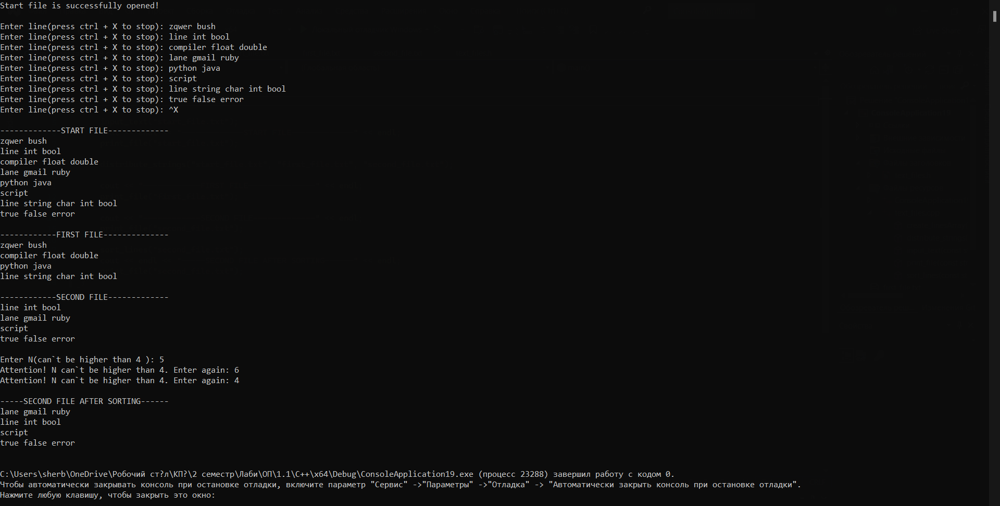 Start file is successfully opened!
Enter line(press ctrl + X to stop): zqwer bush
Enter line(press ctrl + X to stop): line int bool
Enter line(press ctrl + X to stop): compiler float double
Enter line(press ctrl + X to stop): lane gmail ruby
Enter line(press ctrl + X to stop): python java
Enter line(press ctrl + X to stop): script
Enter line(press ctrl + X to stop): line string char int bool
Enter line(press ctrl + X to stop): true false error
Enter line(press ctrl + X to stop): ^X
-------------START FILE-------------
zqwer bush
line int bool
compiler float double
lane gmail ruby
python java
script
line string char int bool
true false error
------------FIRST FILE--------------
zqwer bush
compiler float double
python java
line string char int bool
------------SECOND FILE-------------
line int bool
lane gmail ruby
script
true false error
Enter N(can`t be higher than 4 ): 5
Attention! N can`t be higher than 4. Enter again: 6
Attention! N can`t be higher than 4. Enter again: 4
-----SECOND FILE AFTER SORTING------
lane gmail ruby
line int bool
script
true false error
C:\Users\sherb\OneDrive\Робочий ст?л\КП?\2 семестр\Лаби\ОП\1.1\C++\x64\Debug\ConsoleApplication19.exe (процесс 23288) завершил работу с кодом 0.
Чтобы автоматически закрывать консоль при остановке отладки, включите параметр "Сервис" ->"Параметры" ->"Отладка" -> "Автоматически закрыть консоль при остановке отладки".
Нажмите любую клавишу, чтобы закрыть это окно: